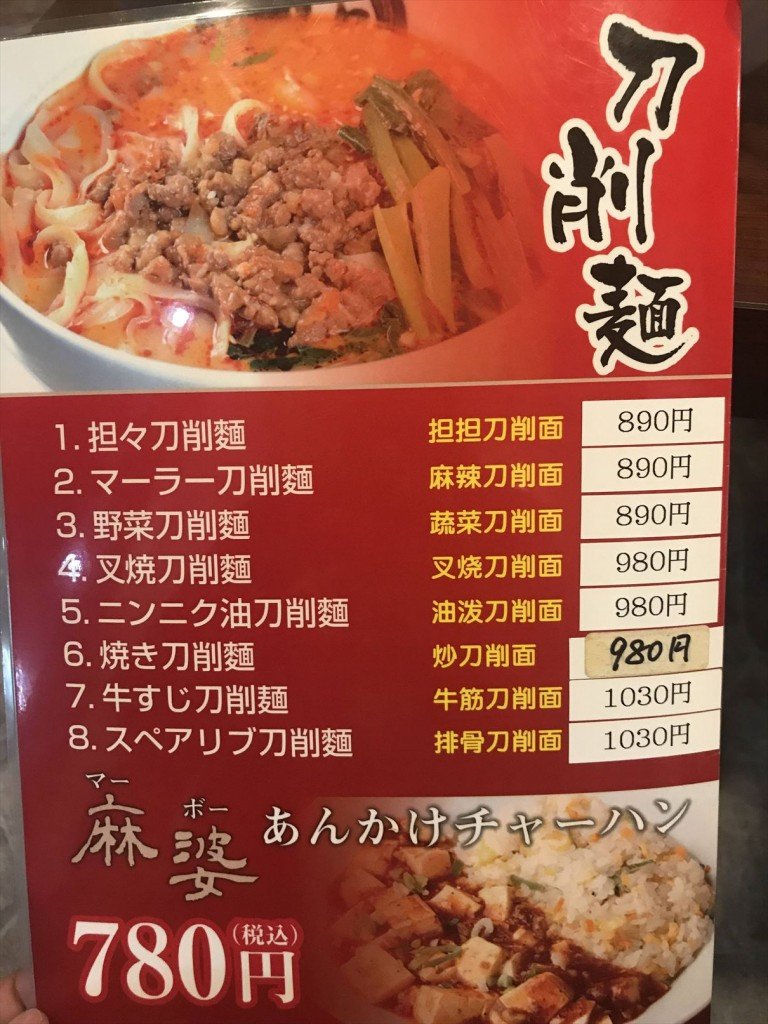 刀削麺
1. 担々刀削麺 担担刀削面 890円
2. マーラー刀削麺 麻辣刀削面 890円
3. 野菜刀削麺 蔬菜刀削面 890円
4. 叉焼刀削麺 叉烧刀削面 980円
5. ニンニク油刀削麺 油泼刀削面 980円
6. 焼き刀削麺 炒刀削面 980円
7. 牛すじ刀削麺 牛筋刀削面 1030円
8. スペアリブ刀削麺 排骨刀削面 1030円
マー ボー
麻婆 あんかけチャーハン
780円 (税込)